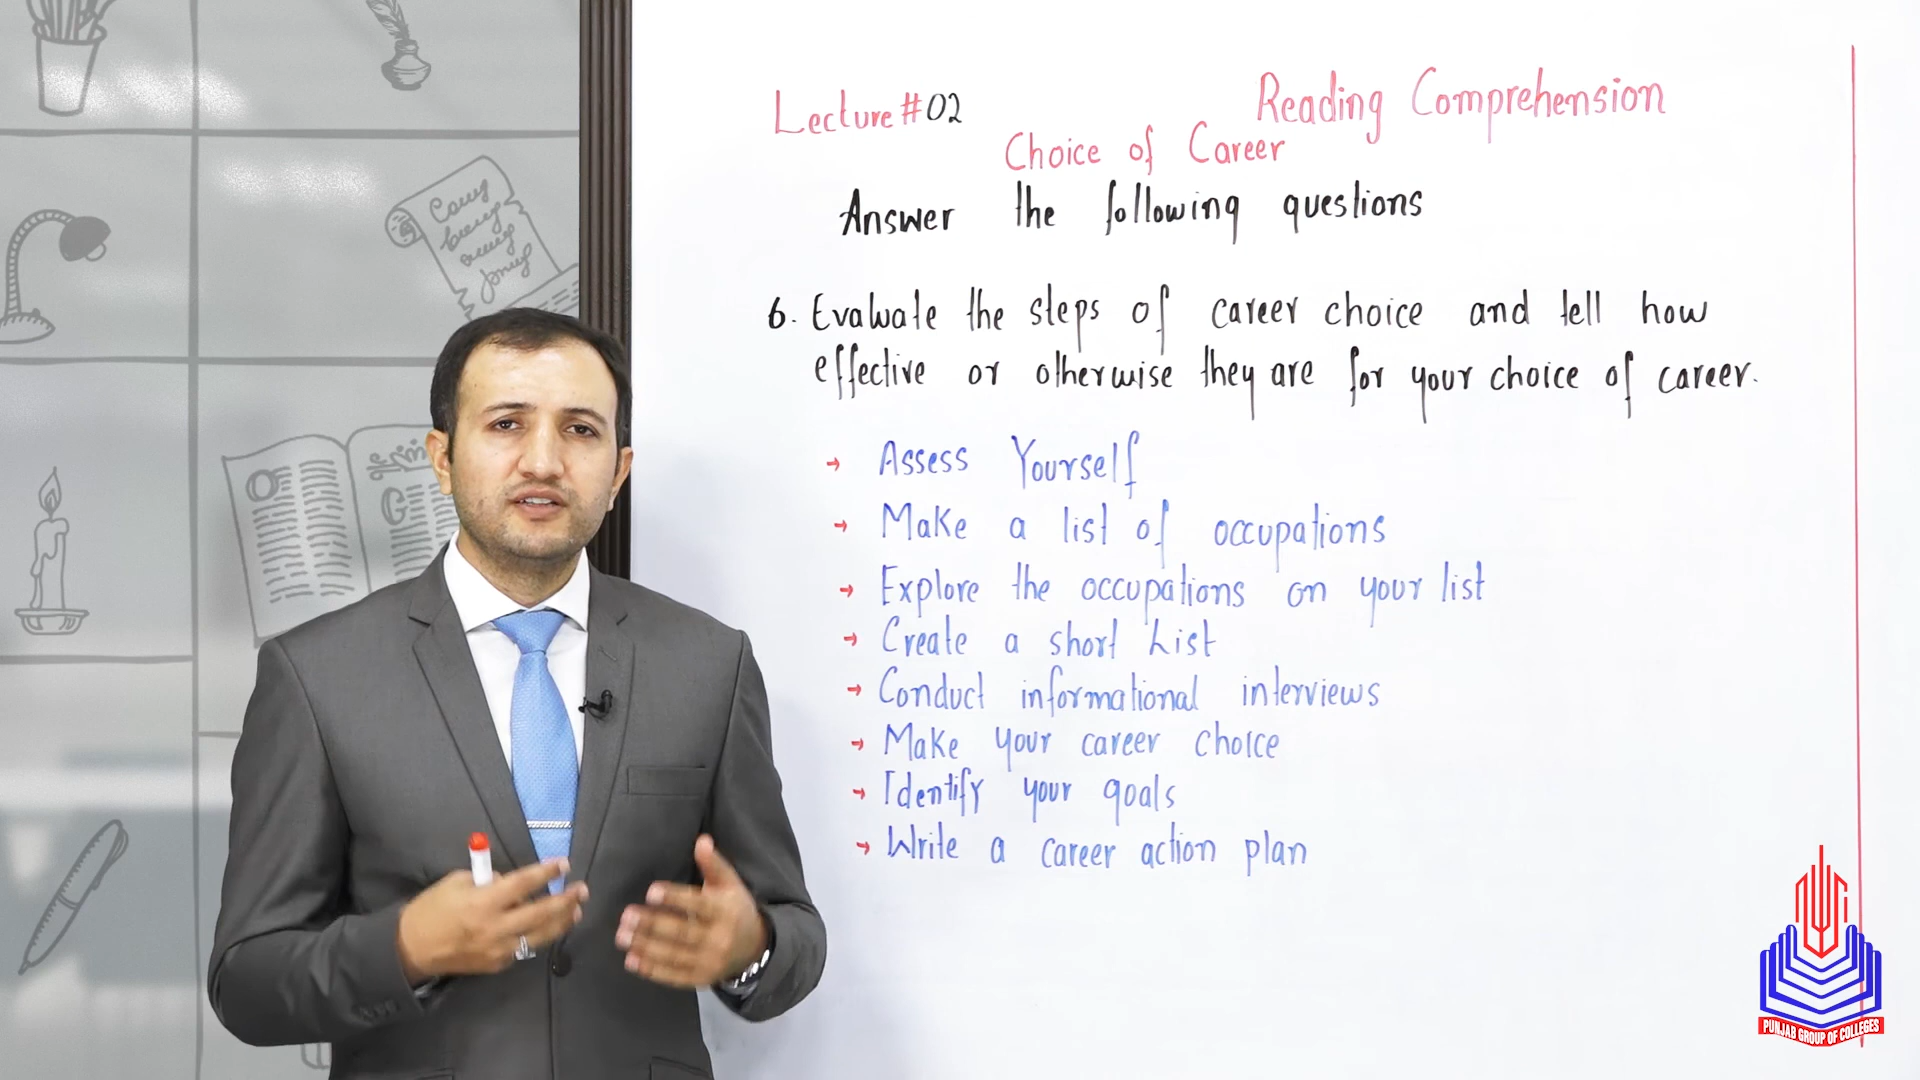 Lecture #02
Reading Comprehension
Choice of Career
Answer the following questions
6. Evaluate the steps of career choice and tell how
effective or otherwise they are for your choice of career.
→ Assess Yourself
→ Make a list of occupations
→ Explore the occupations on your list
→ Create a short List
→ Conduct informational interviews
→ Make your career choice
→ Identify your goals
→ Write a career action plan
PUNJAB GROUP OF COLLEGES